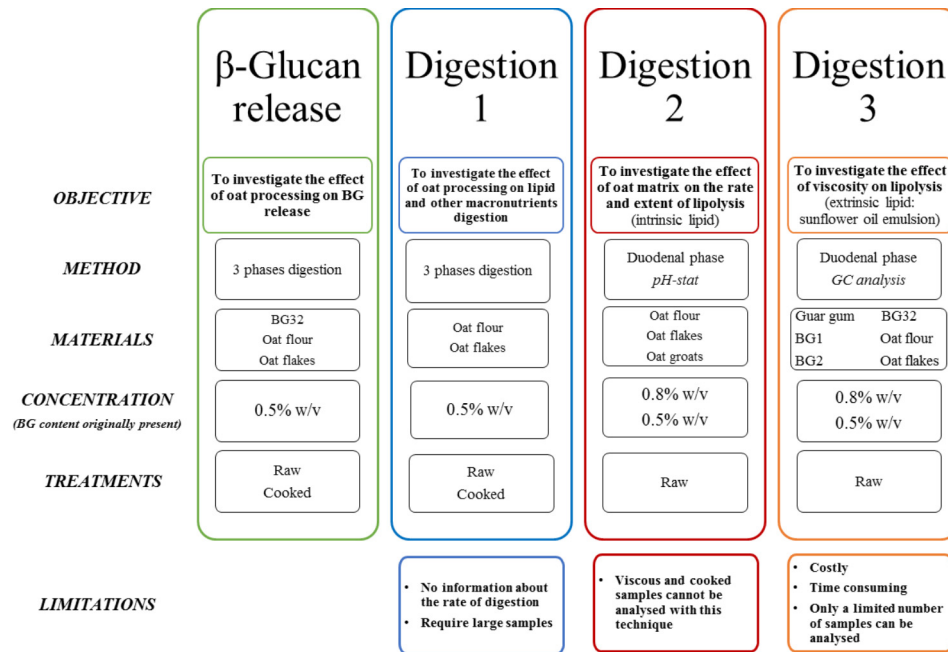 β-Glucan
release
Digestion
1
Digestion
2
Digestion
3
OBJECTIVE
To investigate the effect
of oat processing on BG
release
To investigate the effect
of oat processing on lipid
and other macronutrients
digestion
To investigate the effect
of oat matrix on the rate
and extent of lipolysis
(intrinsic lipid)
To investigate the effect
of viscosity on lipolysis
(extrinsic lipid:
sunflower oil emulsion)
METHOD
3 phases digestion
3 phases digestion
Duodenal phase
pH-stat
Duodenal phase
GC analysis
MATERIALS
BG32
Oat flour
Oat flakes
Oat flour
Oat flakes
Oat flour
Oat flakes
Oat groats
Guar gum BG32
BG1 Oat flour
BG2 Oat flakes
CONCENTRATION
(BG content originally present)
0.5% w/v
0.5% w/v
0.8% w/v
0.5% w/v
0.8% w/v
0.5% w/v
TREATMENTS
Raw
Cooked
Raw
Cooked
Raw
Raw
LIMITATIONS
• No information about
the rate of digestion
• Require large samples
• Viscous and cooked
samples cannot be
analysed with this
technique
• Costly
• Time consuming
• Only a limited number
of samples can be
analysed